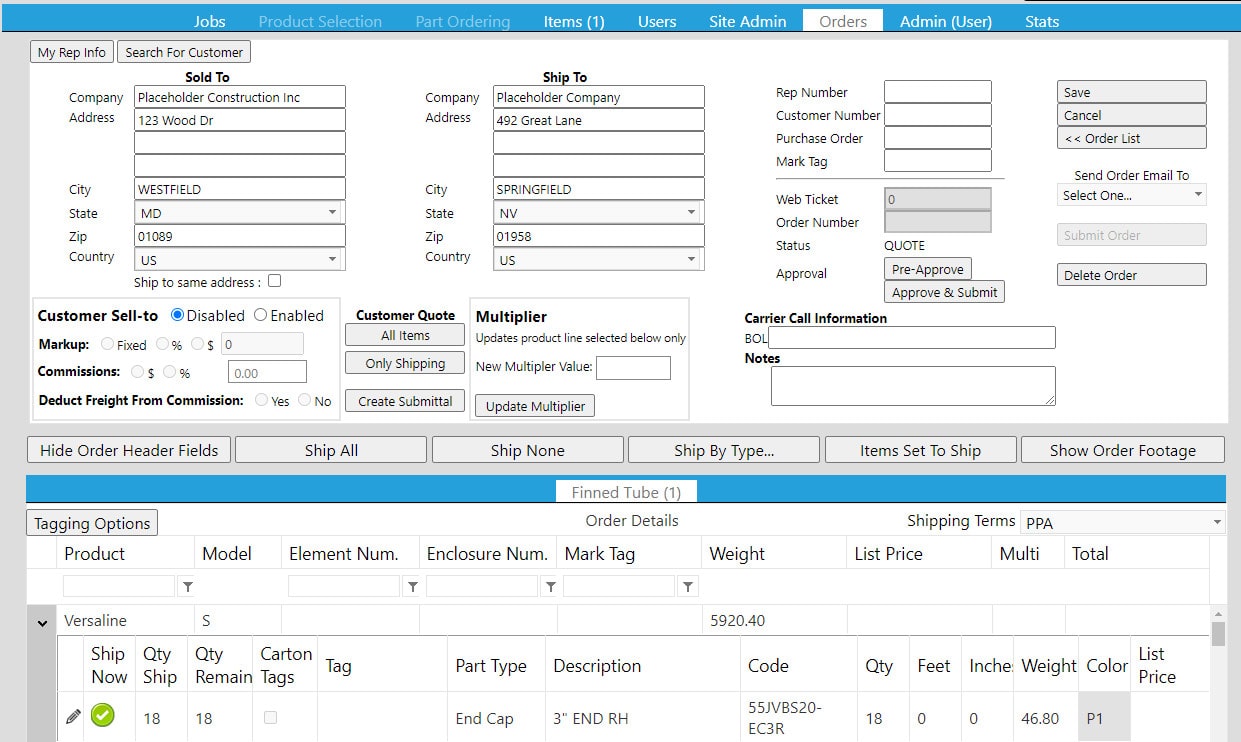 Jobs Product Selection Part Ordering Items (1) Users Site Admin Orders Admin (User) Stats
My Rep Info Search For Customer
Sold To
Company Placeholder Construction Inc
Address 123 Wood Dr
City WESTFIELD
State MD
Zip 01089
Country US
Ship to same address :
Ship To
Company Placeholder Company
Address 492 Great Lane
City SPRINGFIELD
State NV
Zip 01958
Country US
Rep Number
Customer Number
Purchase Order
Mark Tag
Web Ticket 0
Order Number
Status QUOTE
Approval Pre-Approve
Approve & Submit
Save
Cancel
<< Order List
Send Order Email To
Select One...
Submit Order
Delete Order
Customer Sell-to Disabled Enabled
Markup: Fixed % $ 0
Commissions: $ % 0.00
Deduct Freight From Commission: Yes No
Customer Quote
All Items
Only Shipping
Create Submittal
Multiplier
Updates product line selected below only
New Multipler Value:
Update Multiplier
Carrier Call Information
BOL
Notes
Hide Order Header Fields Ship All Ship None Ship By Type... Items Set To Ship Show Order Footage
Finned Tube (1)
Tagging Options Order Details Shipping Terms PPA
Product Model Element Num. Enclosure Num. Mark Tag Weight List Price Multi Total
Versaline S 5920.40
Ship Now Qty Ship Qty Remain Carton Tags Tag Part Type Description Code Qty Feet Inches Weight Color List Price
18 18 End Cap 3" END RH 55JVBS20-EC3R 18 0 0 46.80 P1